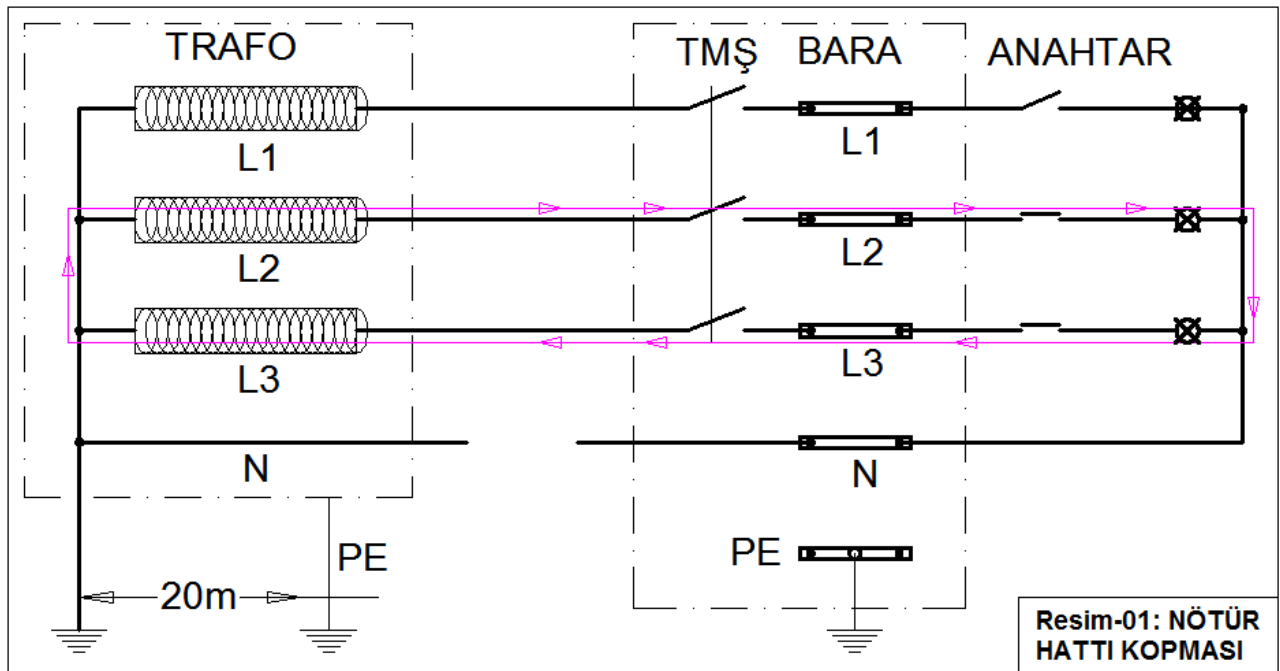 TRAFO
TMŞ BARA ANAHTAR
L1
L1
L2
L2
L3
L3
N
N
PE
PE
20m
Resim-01: NÖTÜR
HATTI KOPMASI